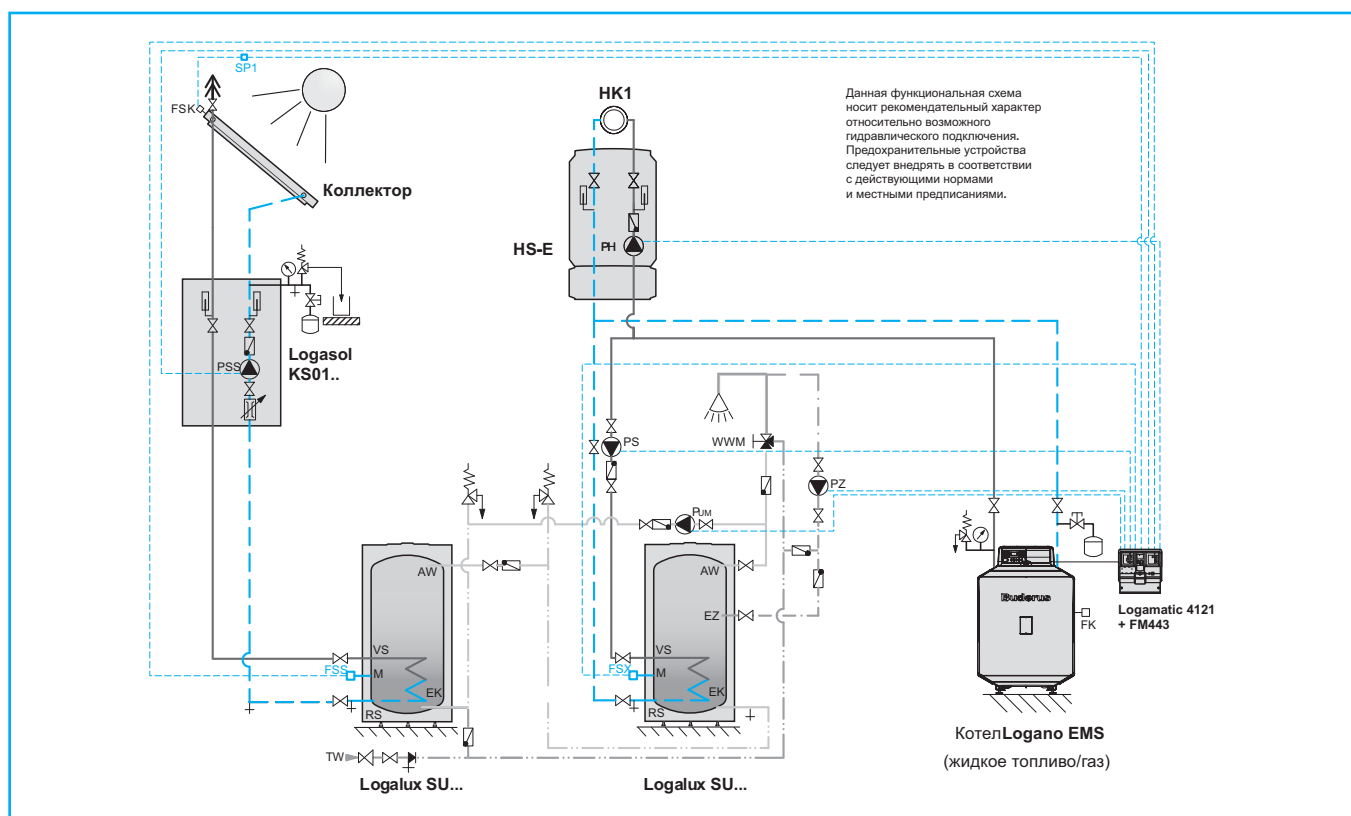 SP1
FSK
HK1
Данная функциональная схема
носит рекомендательный характер
относительно возможного
гидравлического подключения.
Предохранительные устройства
следует внедрять в соответствии
с действующими нормами
и местными предписаниями.
Коллектор
HS-E
PH
Logasol
KS01..
PSS
PS
WWM
PZ
PUM
AW
AW
EZ
Buderus
FK
Logamatic 4121
+ FM443
VS
FSS
M
EK
RS
VS
FSX
M
EK
RS
TW
Logalux SU...
Logalux SU...
Котел Logano EMS
(жидкое топливо/газ)